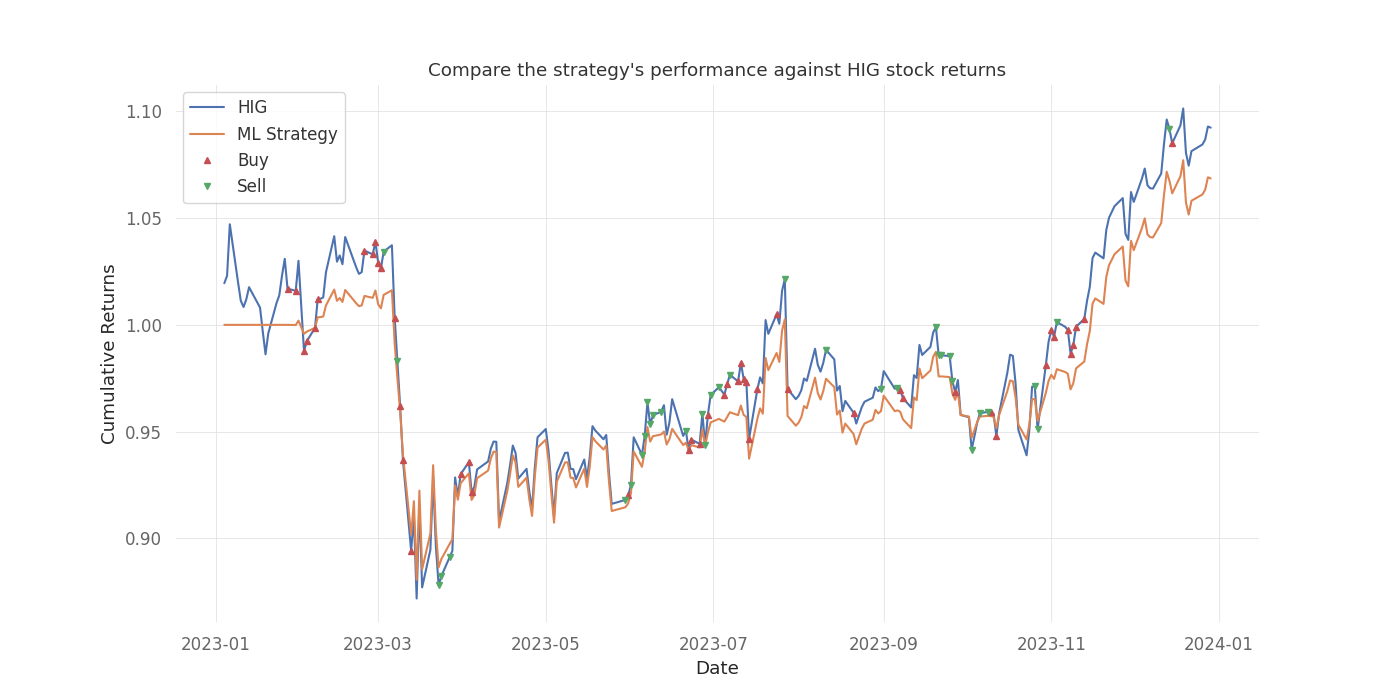 Compare the strategy's performance against HIG stock returns
HIG
ML Strategy
Buy
Sell
Cumulative Returns
1.10
1.05
1.00
0.95
0.90
2023-01
2023-03
2023-05
2023-07
2023-09
2023-11
2024-01
Date